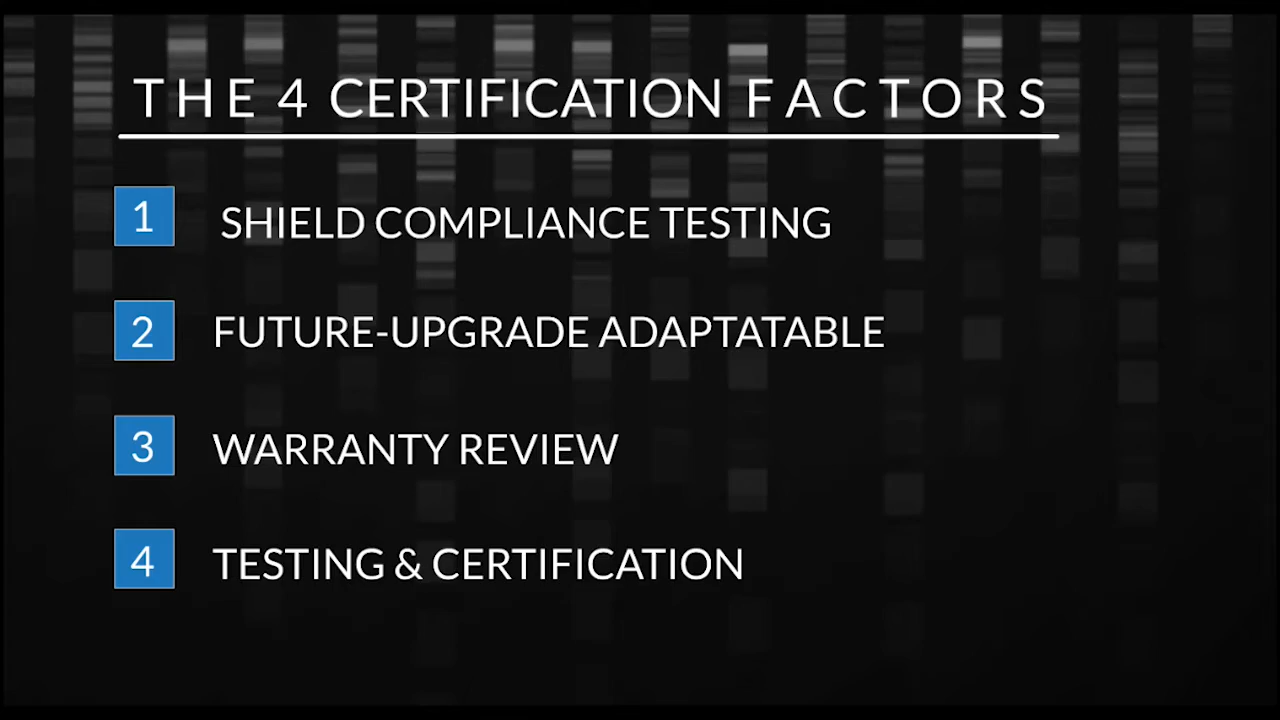 THE 4 CERTIFICATION FACTORS
1 SHIELD COMPLIANCE TESTING
2 FUTURE-UPGRADE ADAPTATABLE
3 WARRANTY REVIEW
4 TESTING & CERTIFICATION